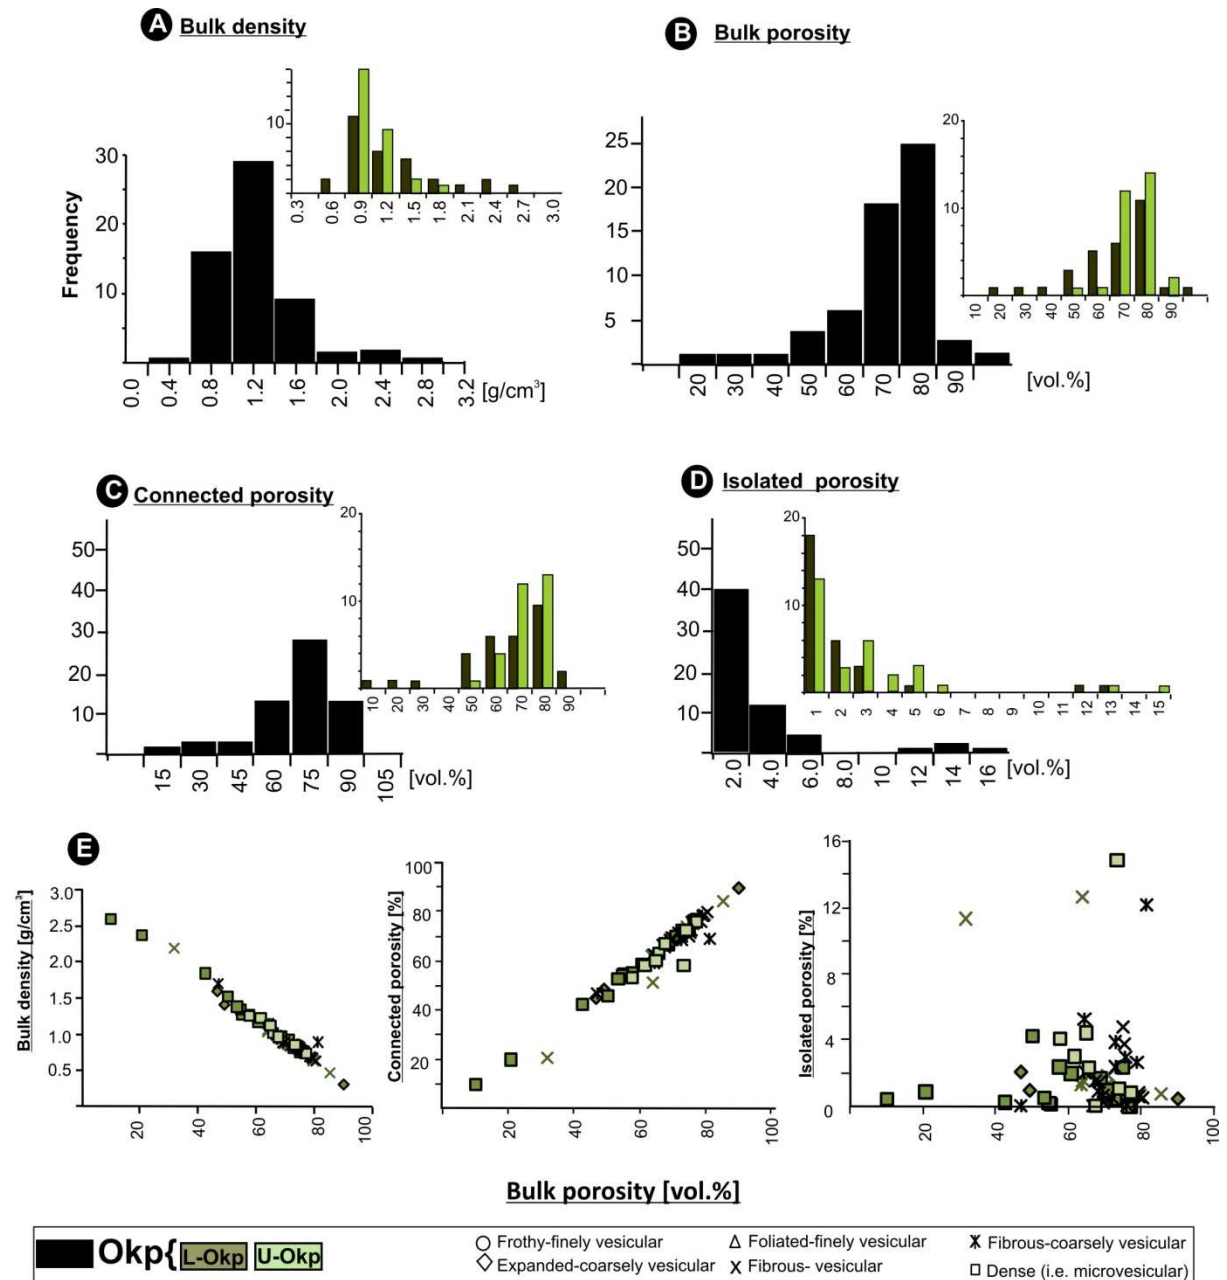 A Bulk density
Frequency
30
20
10
0.0 0.4 0.8 1.2 1.6 2.0 2.4 2.8 3.2 [g/cm³]
10
0.3 0.6 0.9 1.2 1.5 1.8 2.1 2.4 2.7 3.0
B Bulk porosity
25
20
15
10
5
20 30 40 50 60 70 80 90 [vol.%]
20
10
10 20 30 40 50 60 70 80 90
C Connected porosity
50
40
30
20
10
15 30 45 60 75 90 105 [vol.%]
20
10
10 20 30 40 50 60 70 80 90
D Isolated porosity
50
40
30
20
10
2.0 4.0 6.0 8.0 10 12 14 16 [vol.%]
20
10
1 2 3 4 5 6 7 8 9 10 11 12 13 14 15
E
Bulk density [g/cm³]
3.0
2.5
2.0
1.5
1.0
0.5
20 40 60 80 100
Connected porosity [%]
100
80
60
40
20
20 40 60 80 100
Isolated porosity [%]
16
12
8
4
0
20 40 60 80 100
Bulk porosity [vol.%]
Okp{ L-Okp U-Okp
Frothy-finely vesicular
Expanded-coarsely vesicular
Foliated-finely vesicular
Fibrous- vesicular
Fibrous-coarsely vesicular
Dense (i.e. microvesicular)